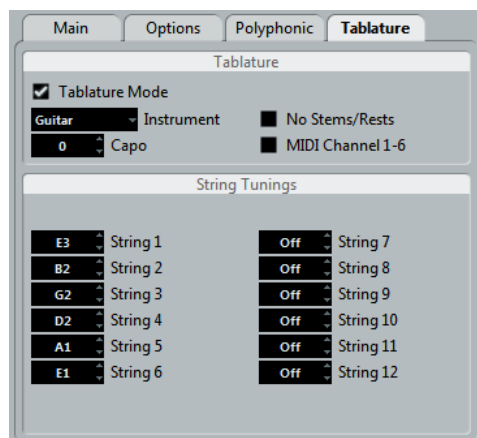 Main Options Polyphonic Tablature
Tablature
Tablature Mode
Guitar Instrument No Stems/Rests
0 Capo MIDI Channel 1-6
String Tunings
E3 String 1 Off String 7
B2 String 2 Off String 8
G2 String 3 Off String 9
D2 String 4 Off String 10
A1 String 5 Off String 11
E1 String 6 Off String 12